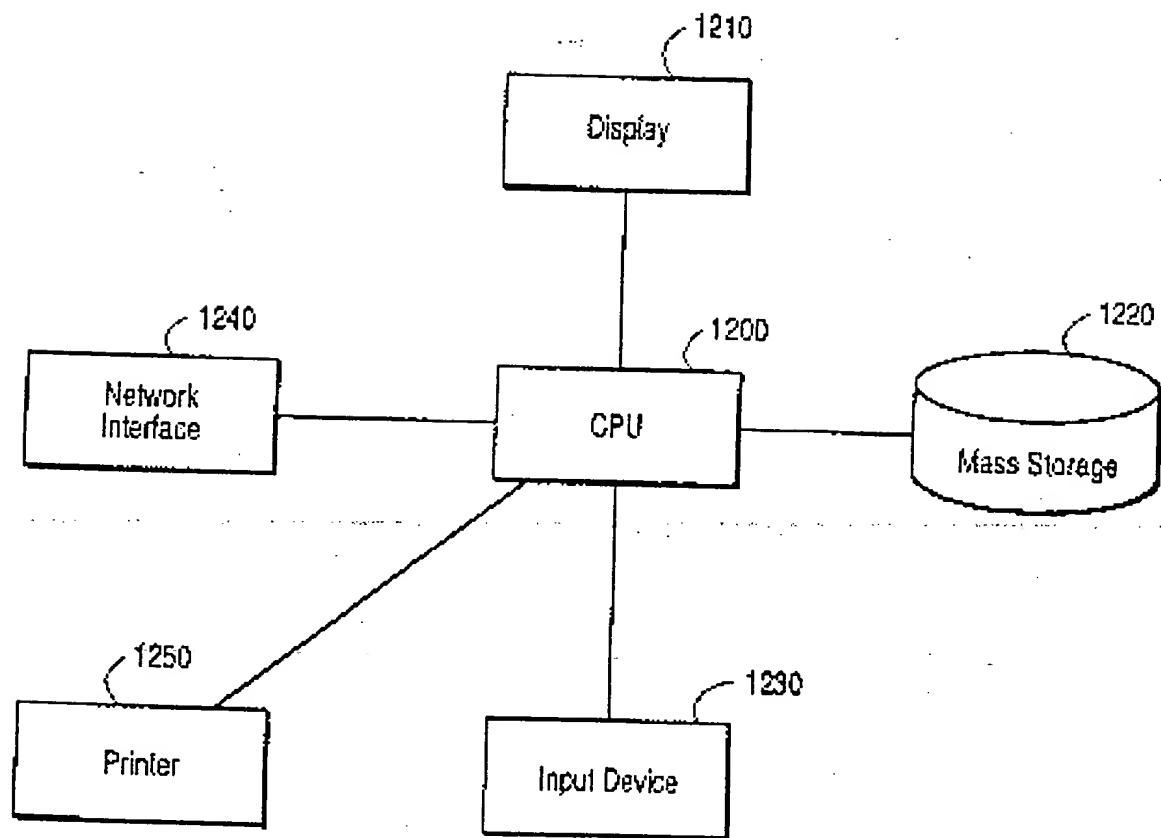 1210
Display
1240
Network
Interface
1200
CPU
1220
Mass Storage
1250
Printer
1230
Input Device